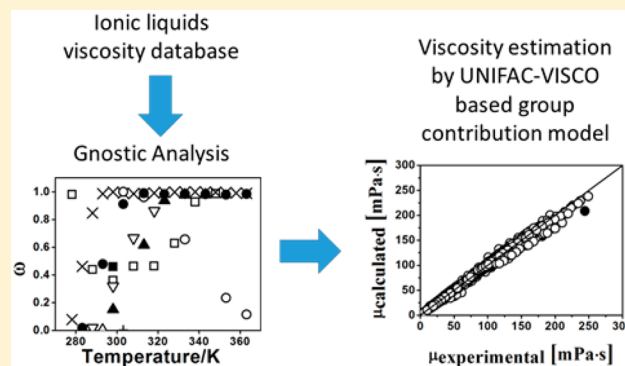 Ionic liquids
viscosity database
Gnostic Analysis
ω
1.0
0.8
0.6
0.4
0.2
0.0
280 300 320 340 360
Temperature/K
Viscosity estimation
by UNIFAC-VISCO
based group
contribution model
μcalculated [mPa·s]
300
250
200
150
100
50
0
0 50 100 150 200 250 300
μexperimental [mPa·s]